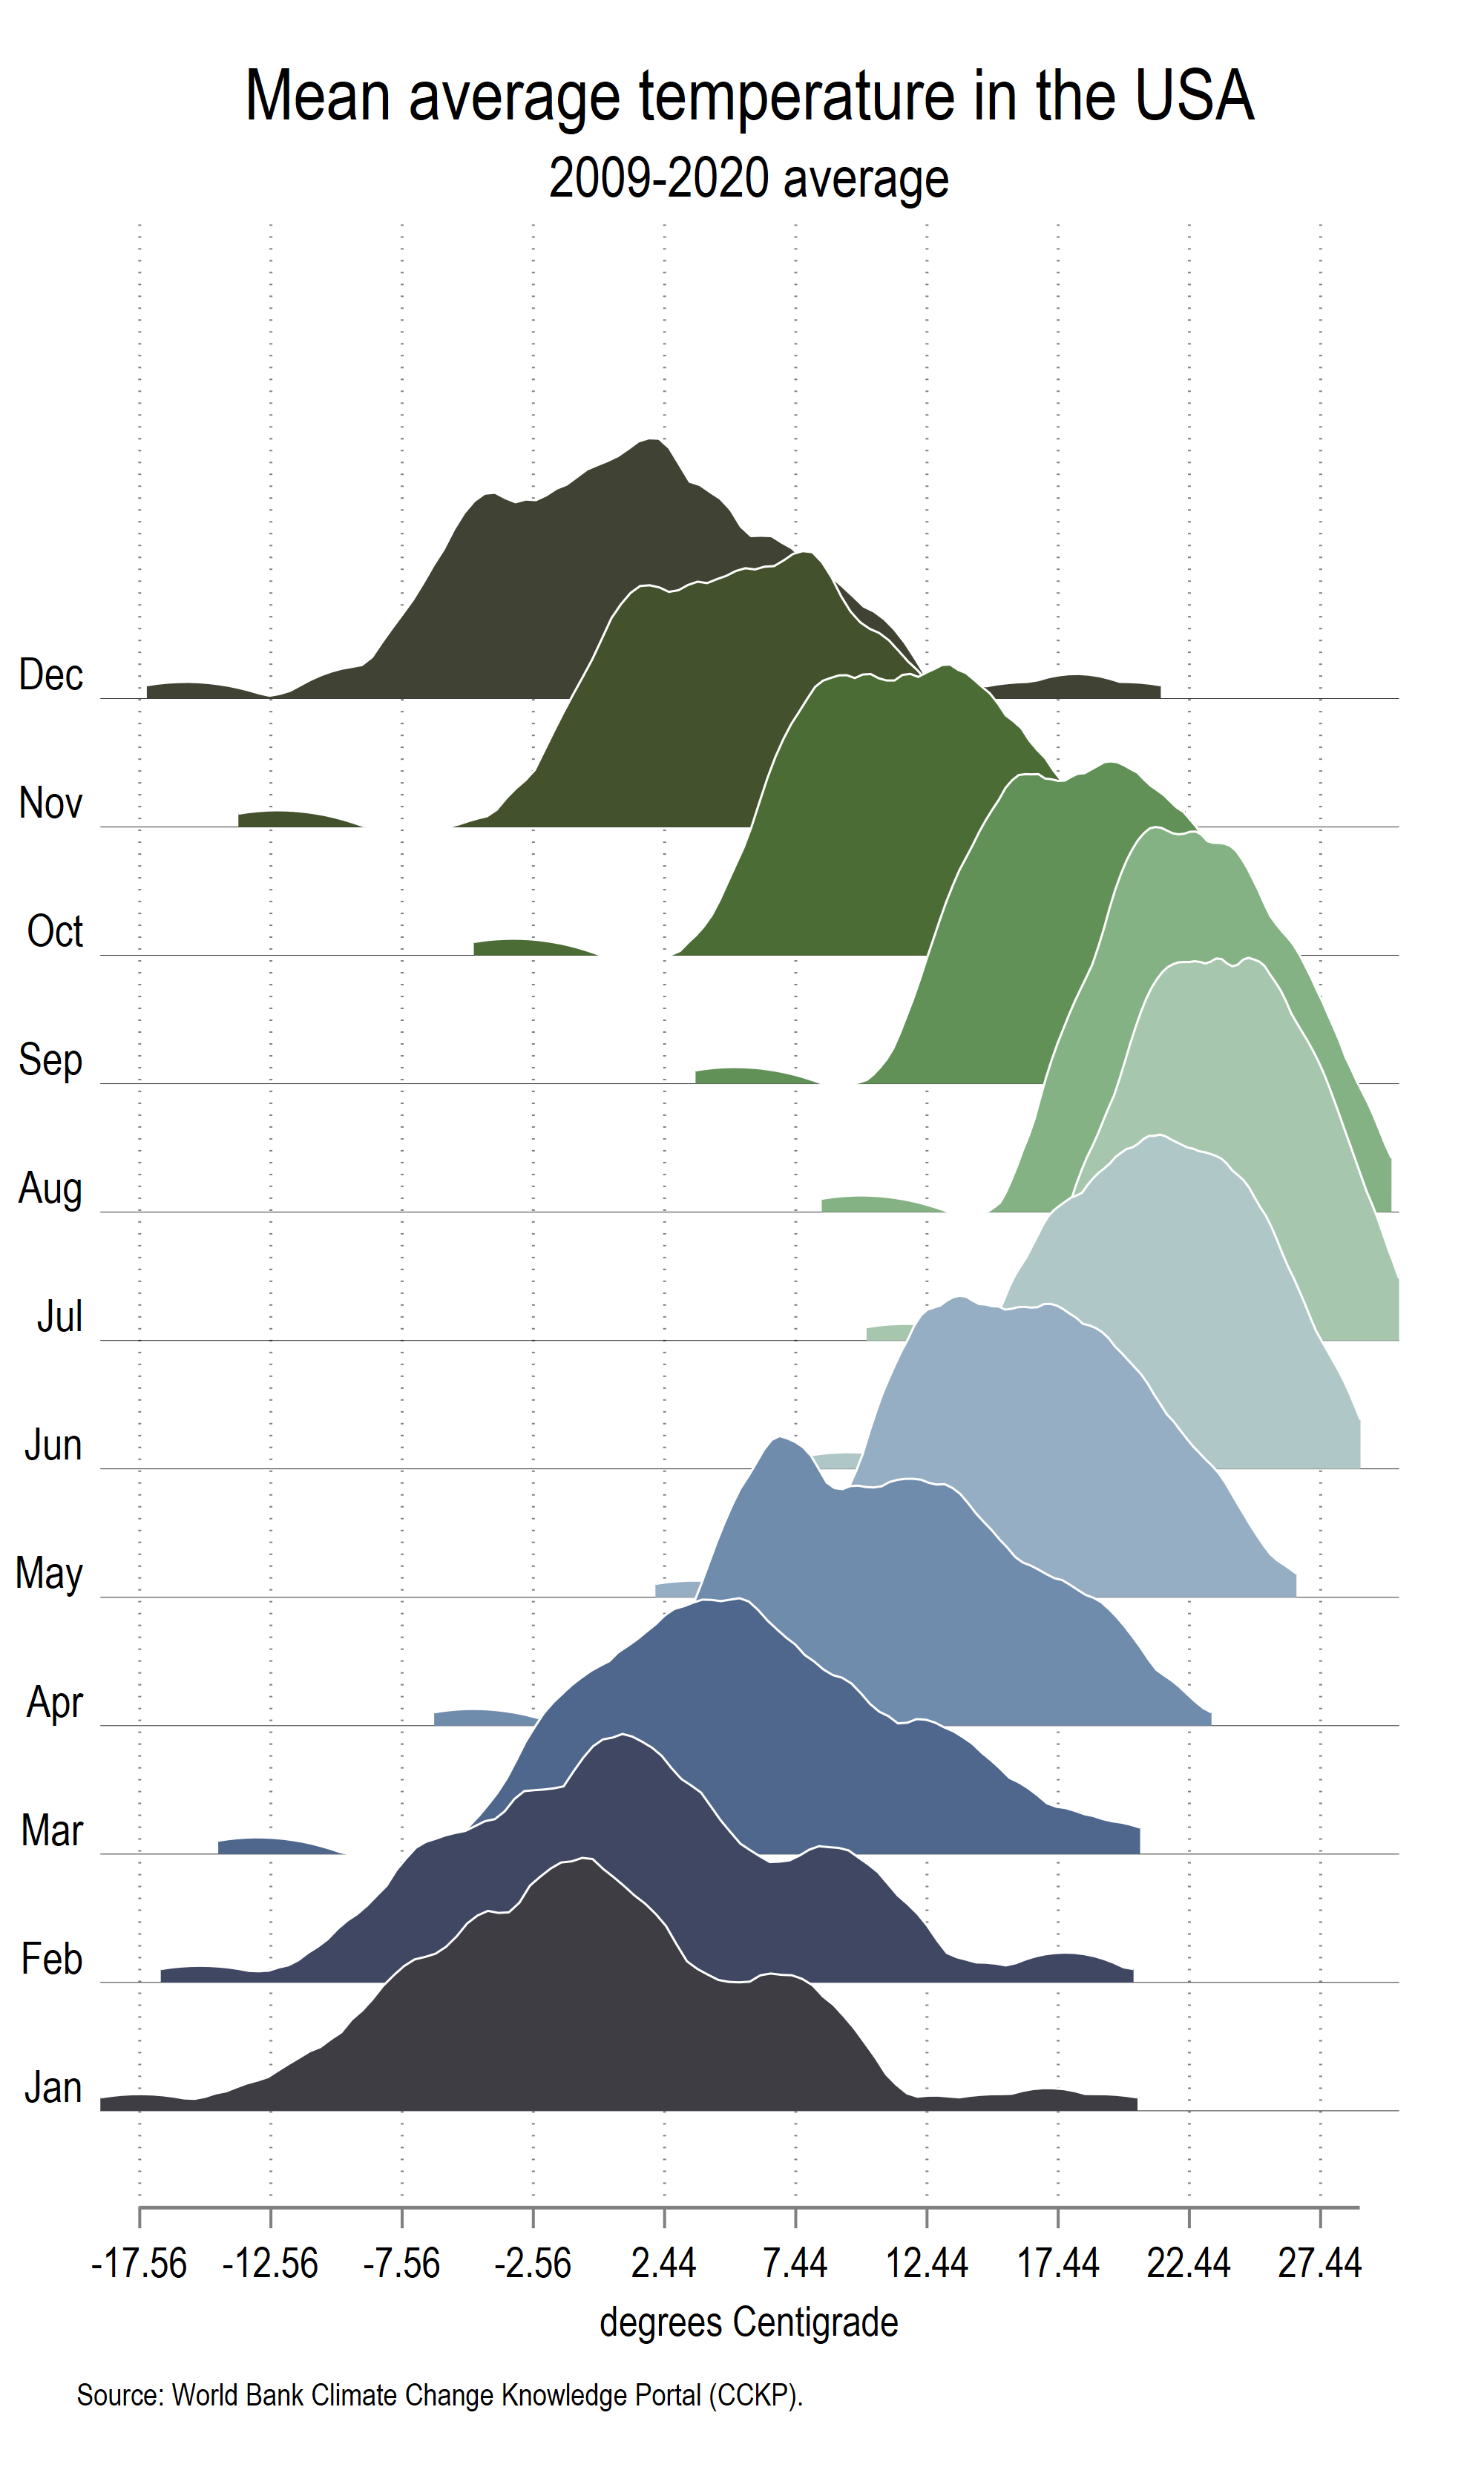 Mean average temperature in the USA
2009-2020 average
Dec
Nov
Oct
Sep
Aug
Jul
Jun
May
Apr
Mar
Feb
Jan
-17.56 -12.56 -7.56 -2.56 2.44 7.44 12.44 17.44 22.44 27.44
degrees Centigrade
Source: World Bank Climate Change Knowledge Portal (CCKP).